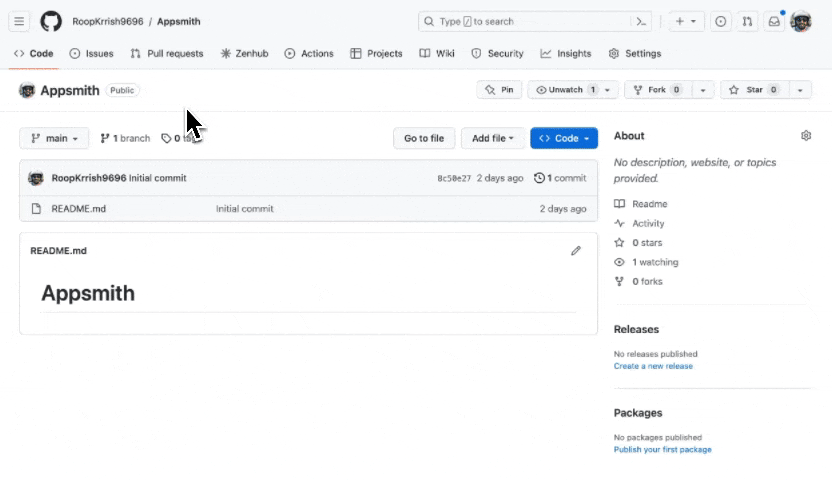 RoopKrrish9696 / Appsmith
Type / to search
Code Issues Pull requests Zenhub Actions Projects Wiki Security Insights Settings
Appsmith Public
Pin Unwatch 1 Fork 0 Star 0
main 1 branch 0
Go to file Add file Code
RoopKrrish9696 Initial commit 8c50e27 2 days ago 1 commit
README.md Initial commit 2 days ago
README.md
Appsmith
About
No description, website, or topics
provided.
Readme
Activity
0 stars
1 watching
0 forks
Releases
No releases published
Create a new release
Packages
No packages published
Publish your first package